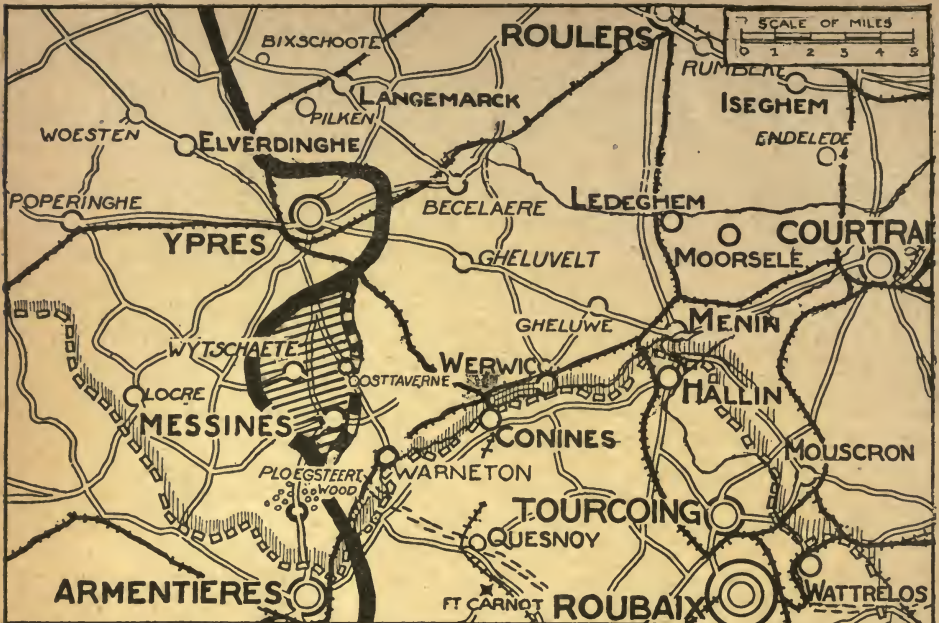 SCALE OF MILES
0 1 2 3 4 5
ROULERS
BIXSCHOOTE
RUMBEKE
LANGEMARCK
ISEGHEM
PILKEN
WOESTEN
ELVERDINGHE
ENDELEDE
POPERINGHE
BECELAERE
LEDEGHEM
YPRES
COURTRAI
MOORSELE
GHELUVELT
GHELUWE
MENIN
WYTSCHAETE
WERWIC
OOSTTAVERNE
LOCRE
HALLIN
MESSINES
CONINES
MOUSCRON
PLOEGSTEERT
WOOD
WARNETON
TOURCOING
QUESNOY
ARMENTIERES
FT CARNOT
ROUBAIX
WATTRELOS